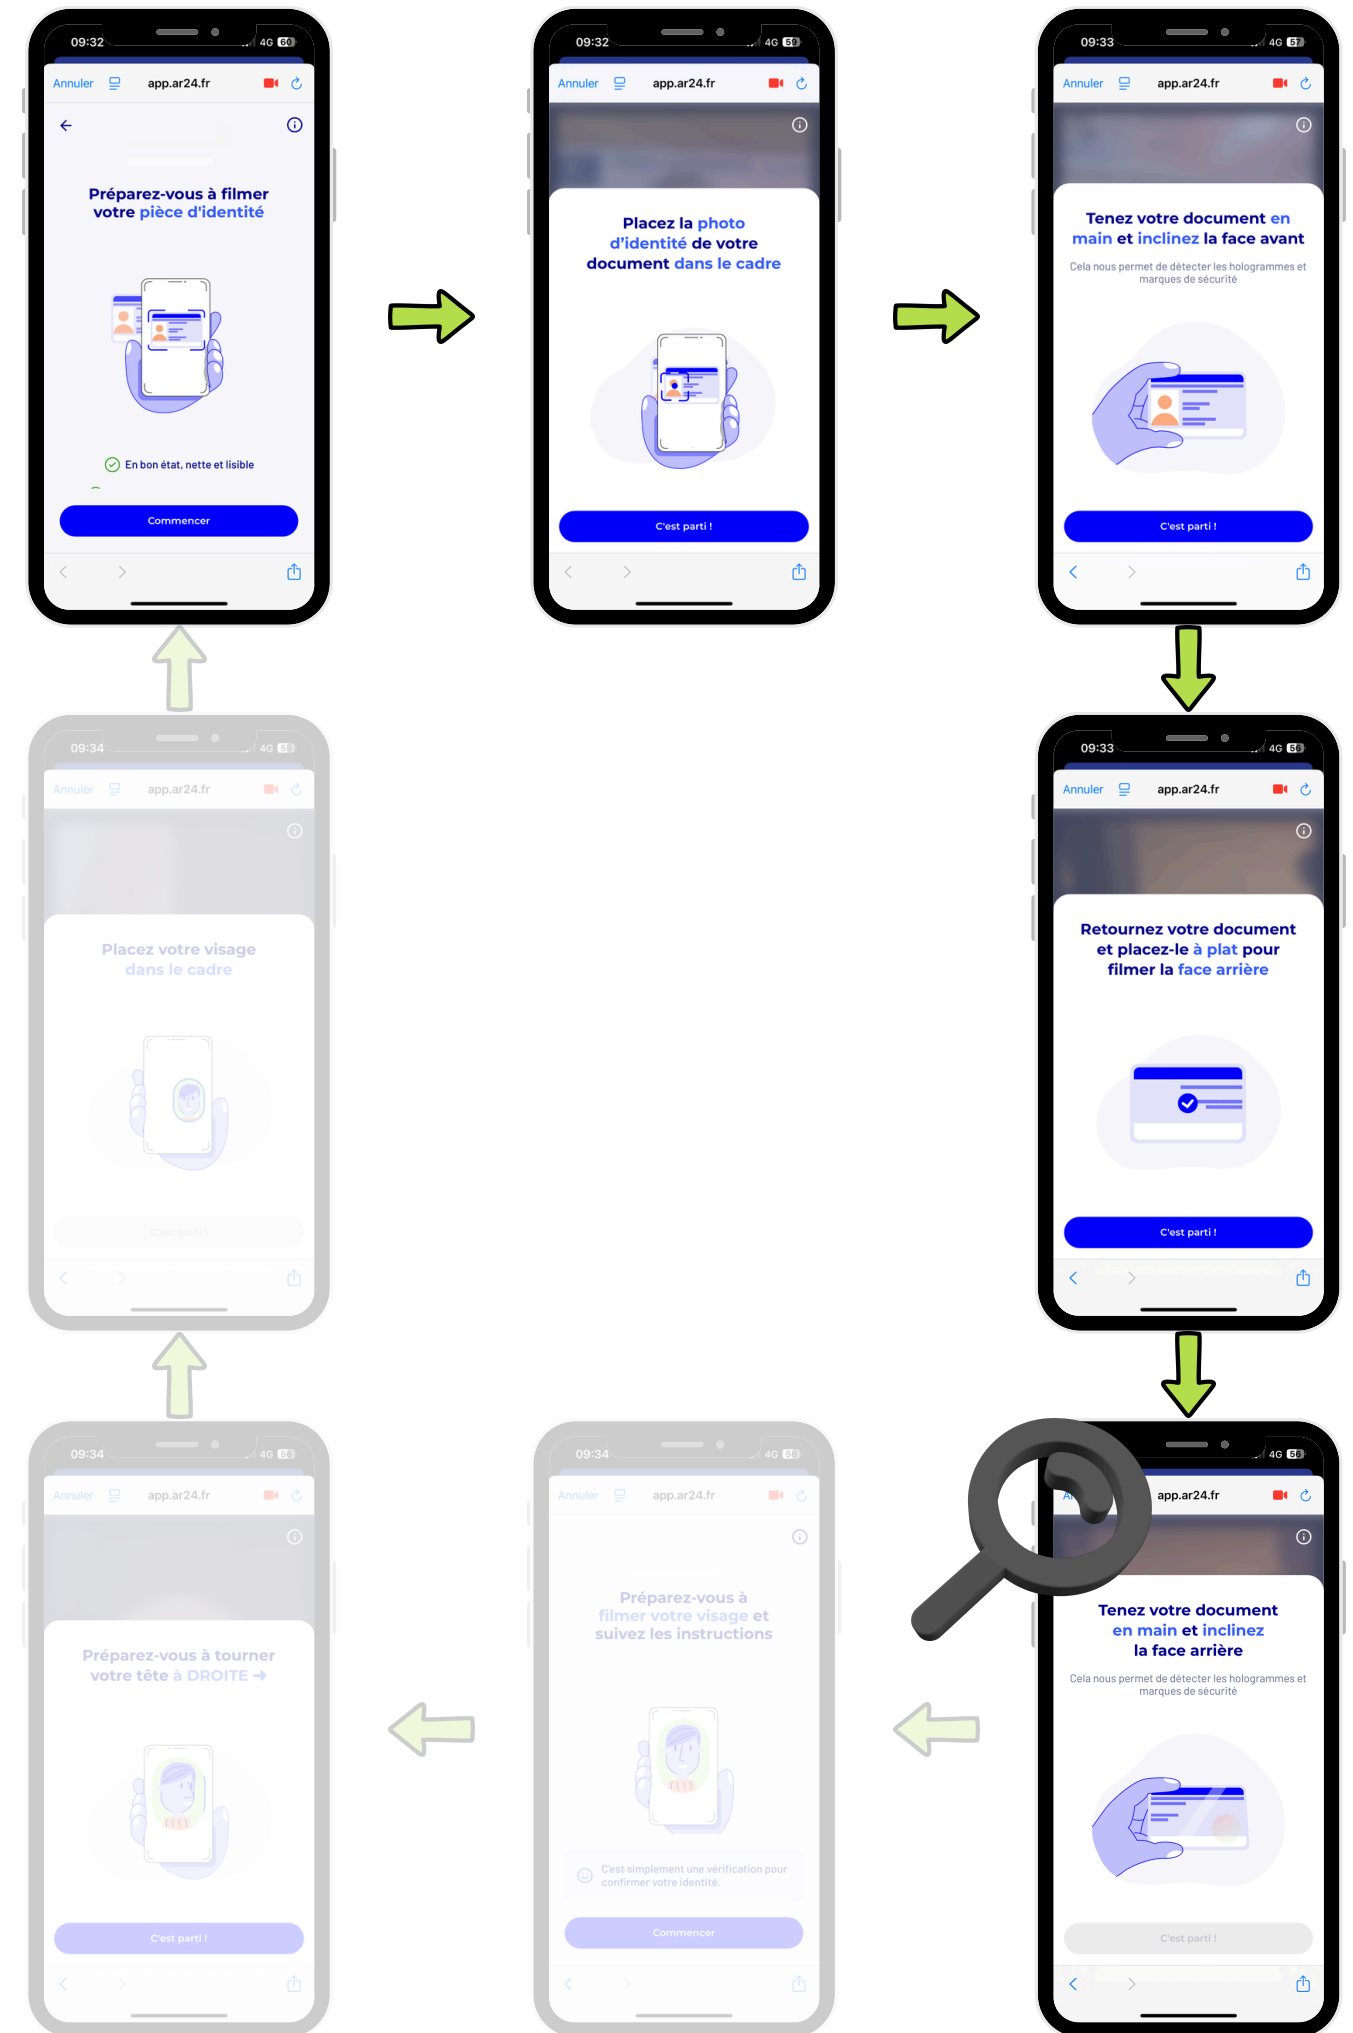 09:32
4G 60
Annuler
app.ar24.fr
Préparez-vous à filmer
votre pièce d'identité
En bon état, nette et lisible
Commencer
09:32
4G 59
Annuler
app.ar24.fr
Placez la photo
d'identité de votre
document dans le cadre
C'est parti !
09:33
4G 57
Annuler
app.ar24.fr
Tenez votre document en
main et inclinez la face avant
Cela nous permet de détecter les hologrammes et
marques de sécurité
C'est parti !
09:33
4G 56
Annuler
app.ar24.fr
Retournez votre document
et placez-le à plat pour
filmer la face arrière
C'est parti !
4G 56
app.ar24.fr
Tenez votre document
en main et inclinez
la face arrière
Cela nous permet de détecter les hologrammes et
marques de sécurité
C'est parti !
09:34
4G
Annuler
app.ar24.fr
Préparez-vous à
filmer votre visage et
suivez les instructions
C'est simplement une vérification pour
confirmer votre identité.
Commencer
09:34
4G 56
Annuler
app.ar24.fr
Préparez-vous à tourner
votre tête à DROITE ➜
C'est parti !
09:34
4G
Annuler
app.ar24.fr
Placez votre visage
dans le cadre
C'est parti !